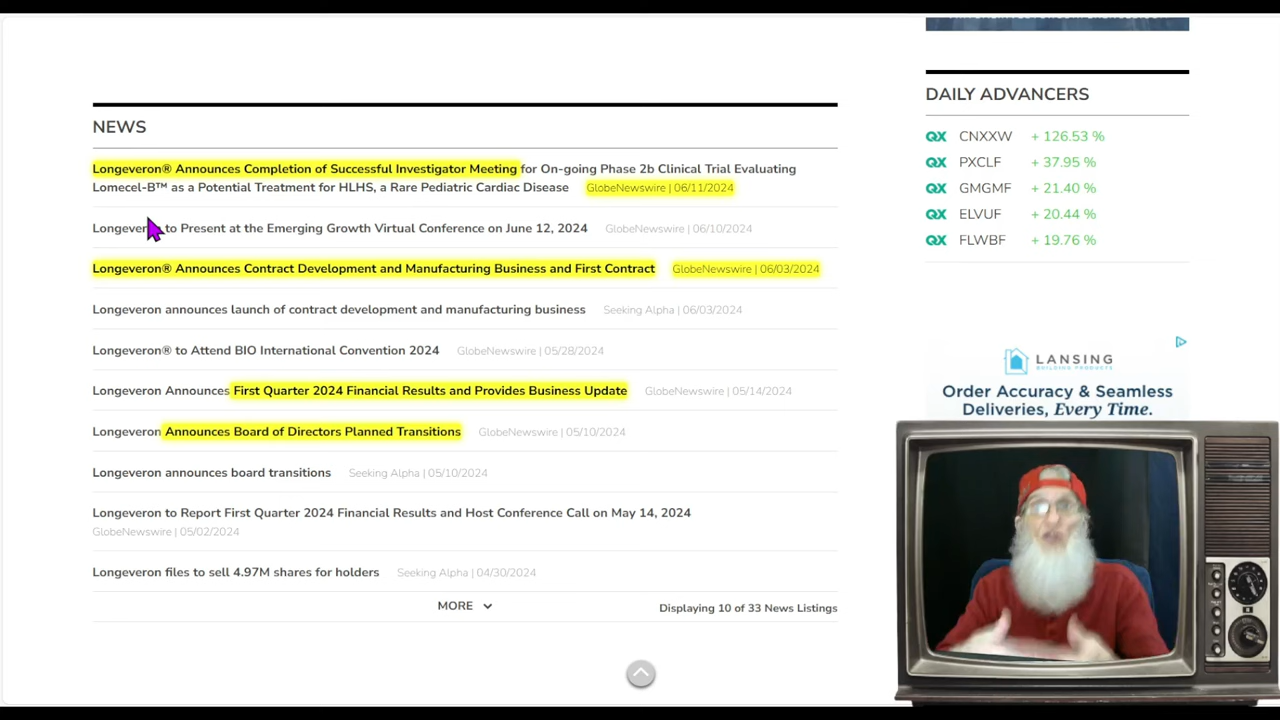 NEWS
Longeveron® Announces Completion of Successful Investigator Meeting for On-going Phase 2b Clinical Trial Evaluating
Lomecel-B™ as a Potential Treatment for HLHS, a Rare Pediatric Cardiac Disease GlobeNewswire | 06/11/2024
Longever to Present at the Emerging Growth Virtual Conference on June 12, 2024 GlobeNewswire | 06/10/2024
Longeveron® Announces Contract Development and Manufacturing Business and First Contract GlobeNewswire | 06/03/2024
Longeveron announces launch of contract development and manufacturing business Seeking Alpha | 06/03/2024
Longeveron® to Attend BIO International Convention 2024 GlobeNewswire | 05/28/2024
Longeveron Announces First Quarter 2024 Financial Results and Provides Business Update GlobeNewswire | 05/14/2024
Longeveron Announces Board of Directors Planned Transitions GlobeNewswire | 05/10/2024
Longeveron announces board transitions Seeking Alpha | 05/10/2024
Longeveron to Report First Quarter 2024 Financial Results and Host Conference Call on May 14, 2024
GlobeNewswire | 05/02/2024
Longeveron files to sell 4.97M shares for holders Seeking Alpha | 04/30/2024
MORE
Displaying 10 of 33 News Listings
DAILY ADVANCERS
QX CNXXW + 126.53 %
QX PXCLF + 37.95 %
QX GMGMF + 21.40 %
QX ELVUF + 20.44 %
QX FLWBF + 19.76 %
LANSING
BUILDING PRODUCTS
Order Accuracy & Seamless
Deliveries, Every Time.